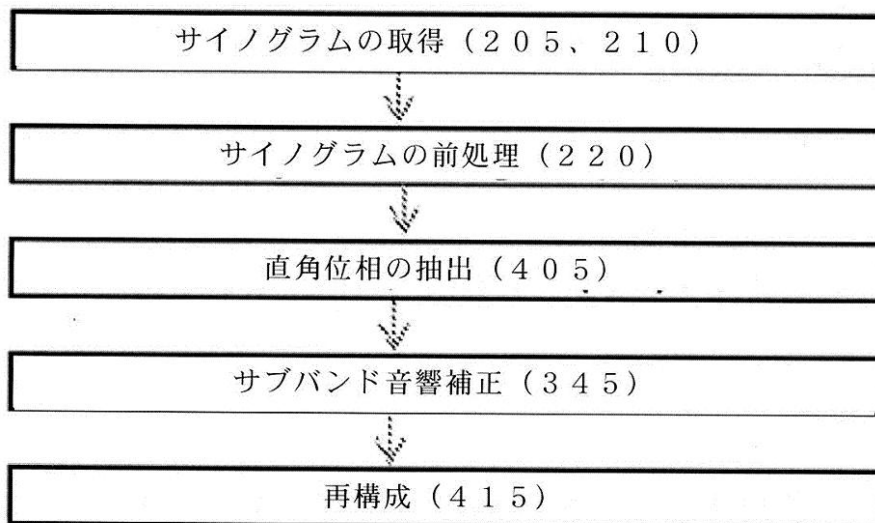 サイノグラムの取得（２０５、２１０）
サイノグラムの前処理（２２０）
直角位相の抽出（４０５）
サブバンド音響補正（３４５）
再構成（４１５）